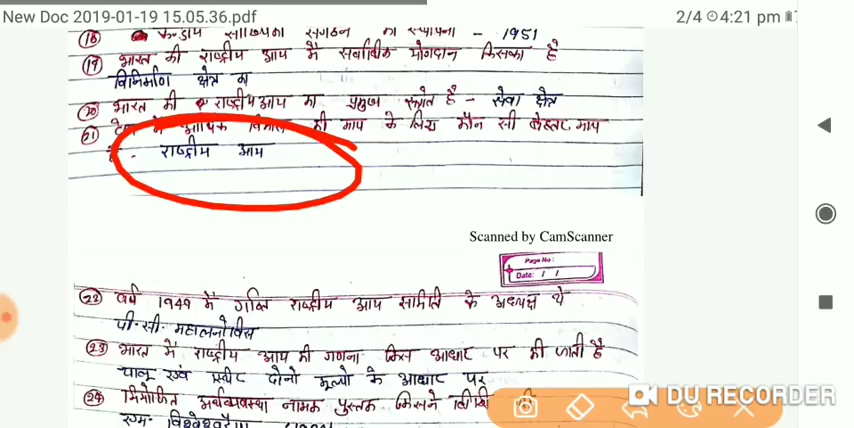 New Doc 2019-01-19 15.05.36.pdf
2/4 4:21 pm
(18) केन्द्रीय सांख्यिकी संगठन की स्थापना - 1951
(19) भारत की राष्ट्रीय आय में सर्वाधिक योगदान किसका है
विनिर्माण क्षेत्र का
(20) भारत की राष्ट्रीय आय का प्रमुख स्त्रोत है - सेवा क्षेत्र
(21) देश में आर्थिक विकास की माप के लिए कौन सी बेहतर माप
है - राष्ट्रीय आय
Scanned by CamScanner
Page No :
Date: / /
(22) वर्ष 1949 में गठित राष्ट्रीय आय समिति के अध्यक्ष थे
पी. सी. महालनोविस
(23) भारत में राष्ट्रीय आय की गणना किस आधार पर की जाती है
चालू एवं स्थिर दोनो मूल्यो के आधार पर
(24) नियोजित अर्थव्यवस्था नामक पुस्तक किसने
DU RECORDER
एम. विश्वेश्वरैया